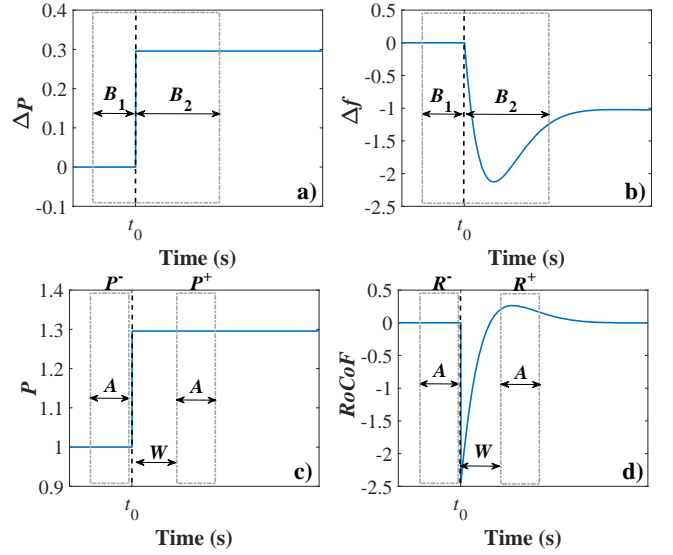 0.4
0.3
0.2
0.1
0
-0.1
ΔP
B1
B2
a)
t0
Time (s)
0.5
0
-0.5
-1
-1.5
-2
-2.5
Δf
B1
B2
b)
t0
Time (s)
P- P+
1.4
1.3
1.2
1.1
1
0.9
P
A
A
W
c)
t0
Time (s)
R- R+
0.5
0
-0.5
-1
-1.5
-2
-2.5
RoCoF
A
A
W
d)
t0
Time (s)